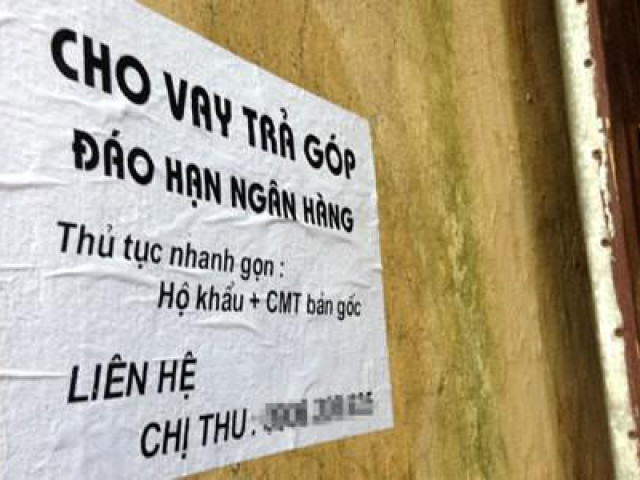 CHO VAY TRẢ GÓP
ĐÁO HẠN NGÂN HÀNG
Thủ tục nhanh gọn :
Hộ khẩu + CMT bản gốc
LIÊN HỆ
CHỊ THU :